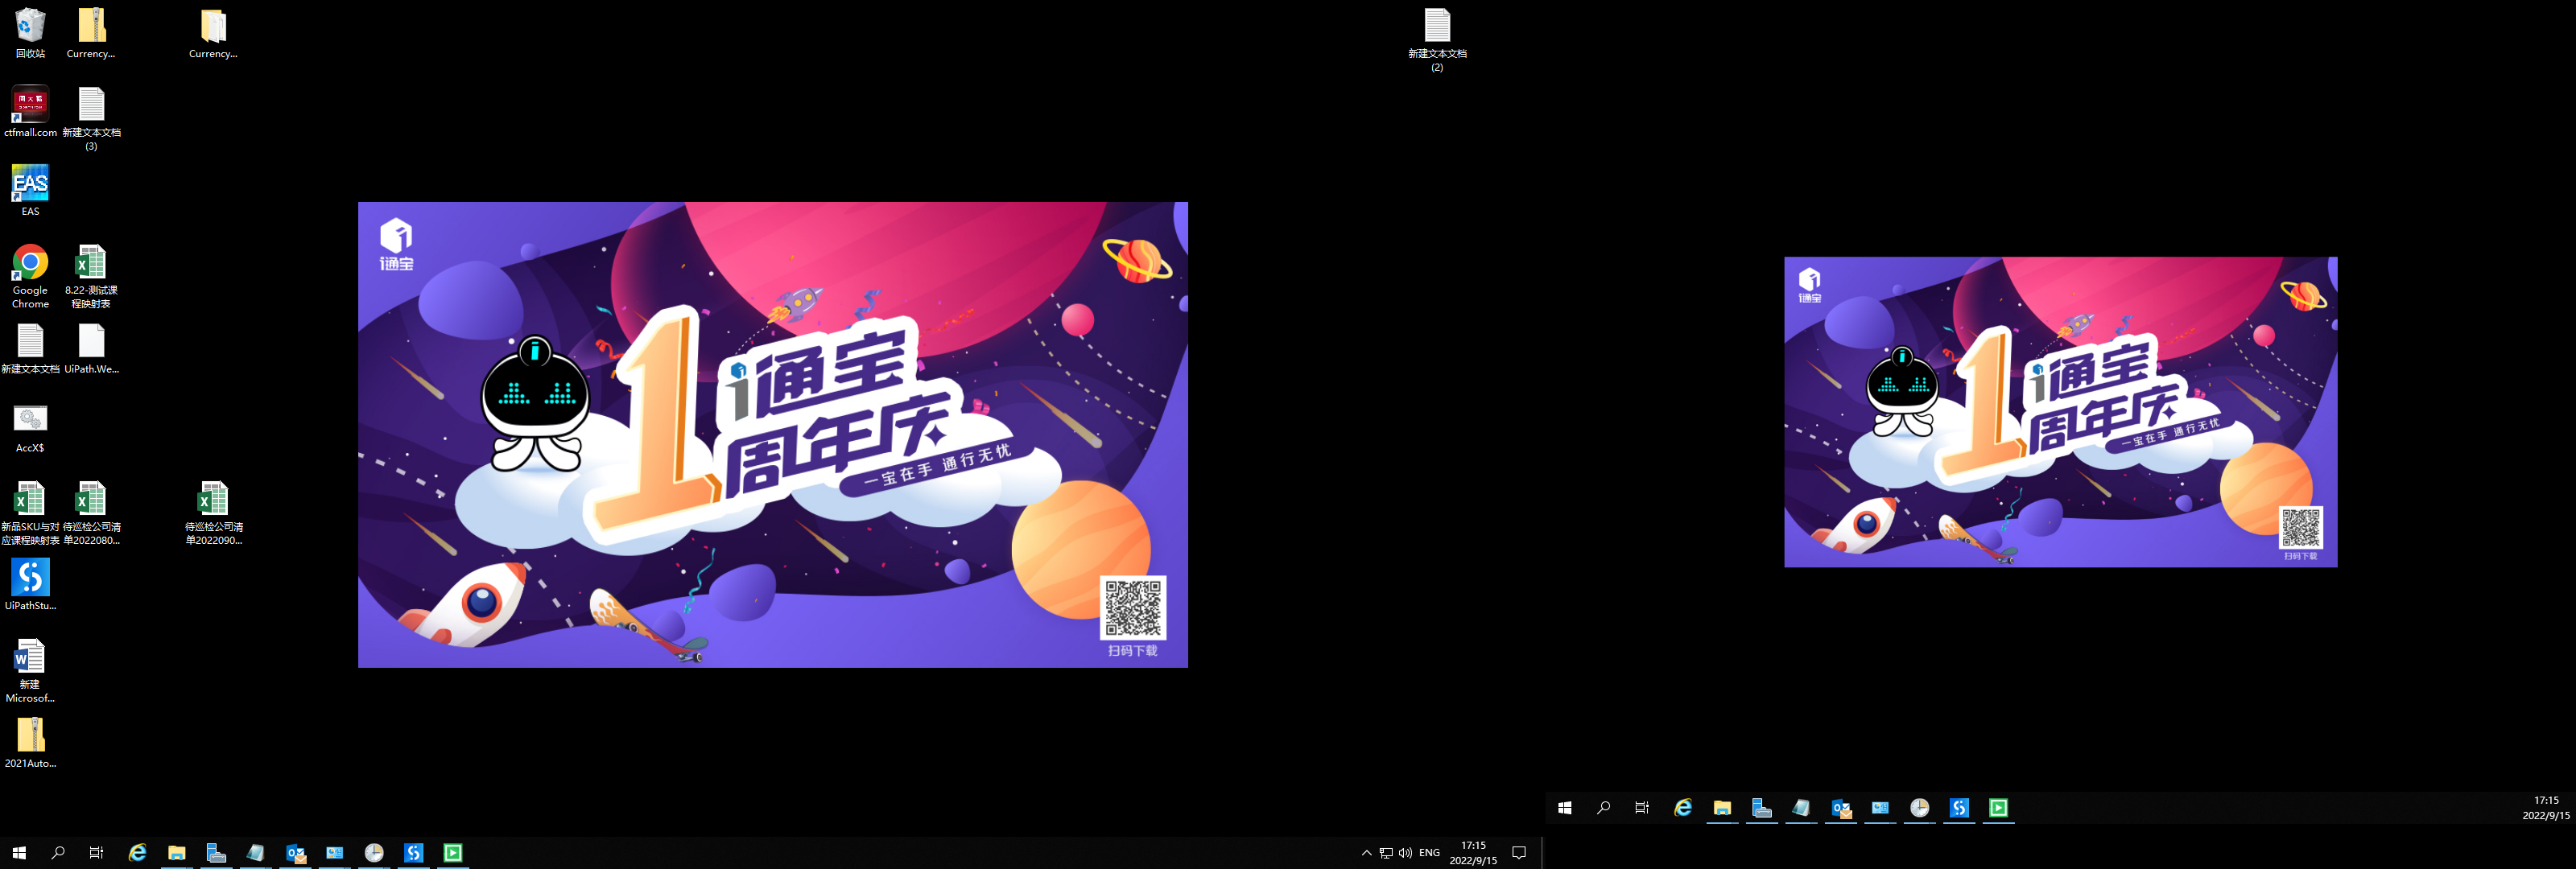 回收站
Currency...
Currency...
新建文本文档
(2)
周大福
ctfmall.com
新建文本文档
(3)
EAS
EAS
Google
Chrome
8.22-测试课
程映射表
新建文本文档
UiPath.We...
AccX$
新品SKU与对
应课程映射表
待巡检公司清
单2022080...
待巡检公司清
单2022090...
UiPathStu...
新建
Microsof...
2021Auto...
i通宝
1
i通宝
周年庆
一宝在手 通行无忧
扫码下载
i通宝
1
i通宝
周年庆
一宝在手 通行无忧
扫码下载
17:15
2022/9/15
ENG
17:15
2022/9/15